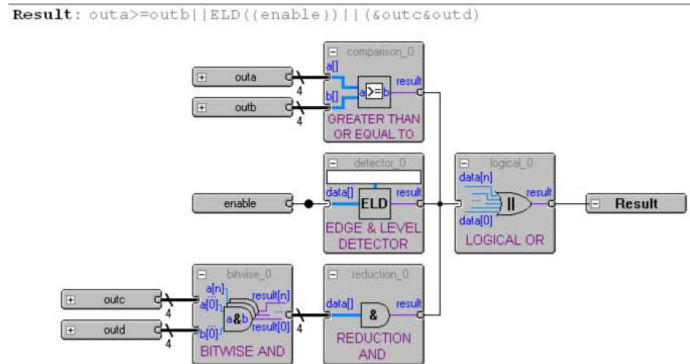 Result: outa>=outb||ELD((enable))||(&outc&outd)
comparison_0
a[]
result
outa
4
a>=b
b[]
outb
4
GREATER THAN
OR EQUAL TO
detector_0
logical_0
data[n]
data[]
result
result
enable
ELD
...
||
Result
data[0]
EDGE & LEVEL
DETECTOR
LOGICAL OR
bitwise_0
reduction_0
a[n]
result[n]
data[]
result
outc
a[0]
...
4
a&b
...
&
outd
b[0]
result[0]
4
4
BITWISE AND
REDUCTION
AND